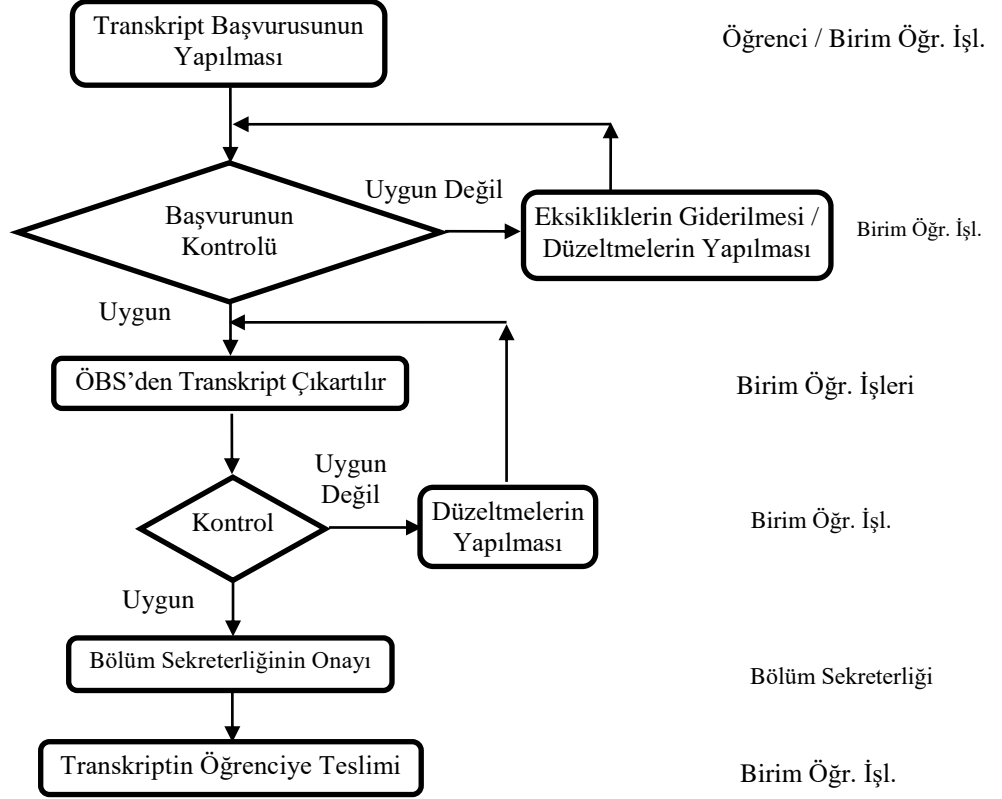 Transkript Başvurusunun
Yapılması
Öğrenci / Birim Öğr. İşl.
Uygun Değil
Başvurunun
Kontrolü
Eksikliklerin Giderilmesi /
Düzeltmelerin Yapılması
Birim Öğr. İşl.
Uygun
ÖBS’den Transkript Çıkartılır
Birim Öğr. İşleri
Uygun
Değil
Kontrol
Düzeltmelerin
Yapılması
Birim Öğr. İşl.
Uygun
Bölüm Sekreterliğinin Onayı
Bölüm Sekreterliği
Transkriptin Öğrenciye Teslimi
Birim Öğr. İşl.